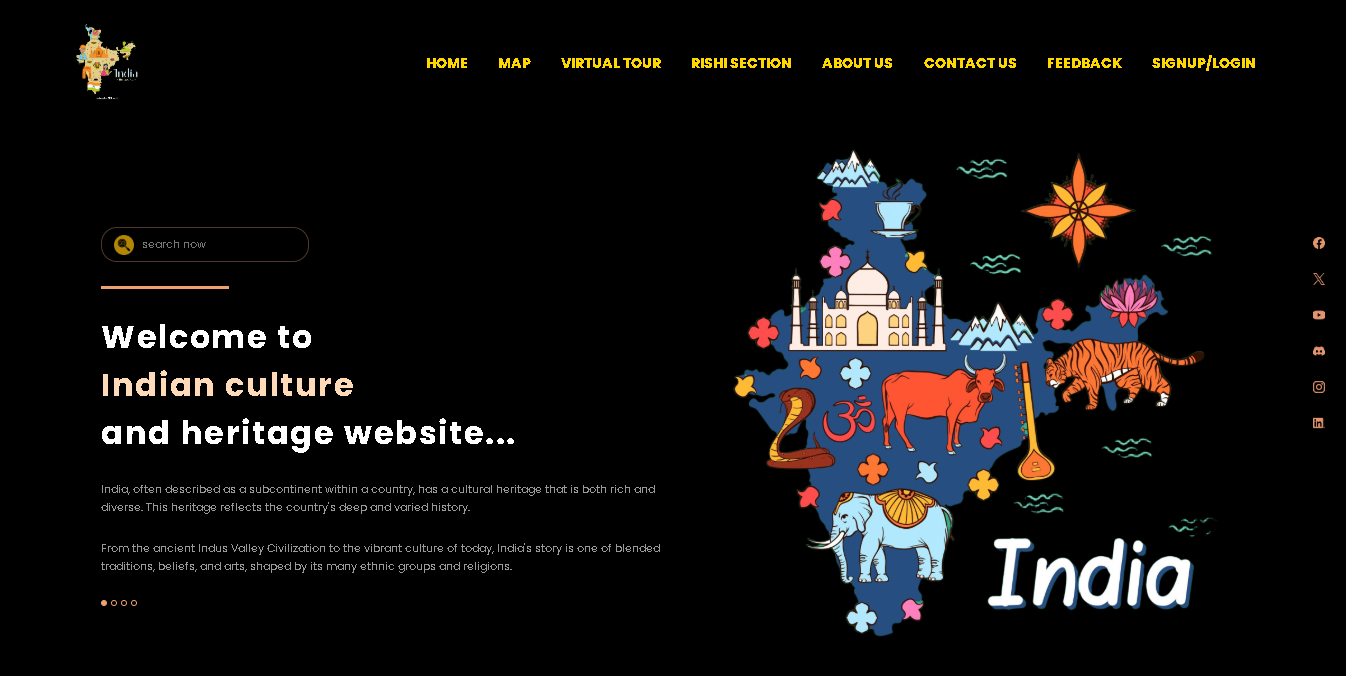 India
HOME MAP VIRTUAL TOUR RISHI SECTION ABOUT US CONTACT US FEEDBACK SIGNUP/LOGIN
search now
Welcome to
Indian culture
and heritage website...
India, often described as a subcontinent within a country, has a cultural heritage that is both rich and
diverse. This heritage reflects the country's deep and varied history.
From the ancient Indus Valley Civilization to the vibrant culture of today, India's story is one of blended
traditions, beliefs, and arts, shaped by its many ethnic groups and religions.
ॐ
India